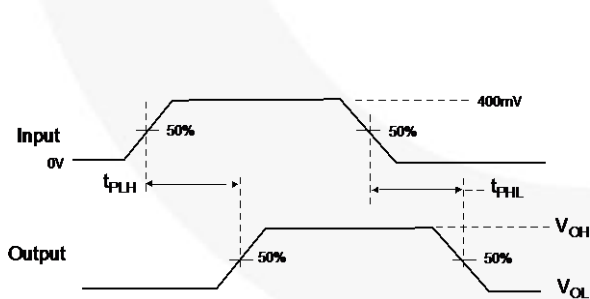 400mV
Input
50%
50%
0V
tPLH
tPHL
VOH
Output
50%
50%
VOL